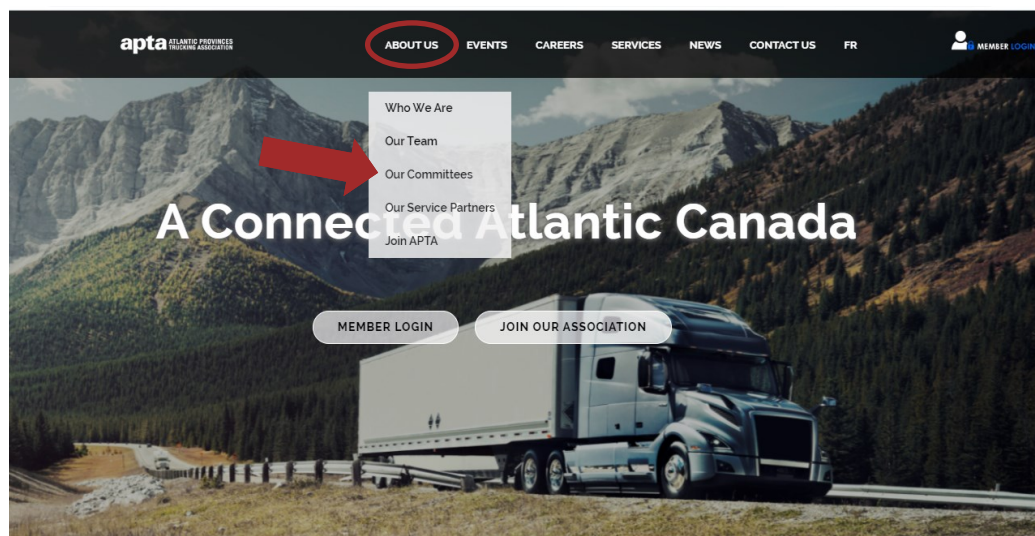 apta ATLANTIC PROVINCES
TRUCKING ASSOCIATION
ABOUT US
EVENTS
CAREERS
SERVICES
NEWS
CONTACT US
FR
MEMBER LOGIN
Who We Are
Our Team
Our Committees
Our Service Partners
Join APTA
A Connected Atlantic Canada
MEMBER LOGIN
JOIN OUR ASSOCIATION